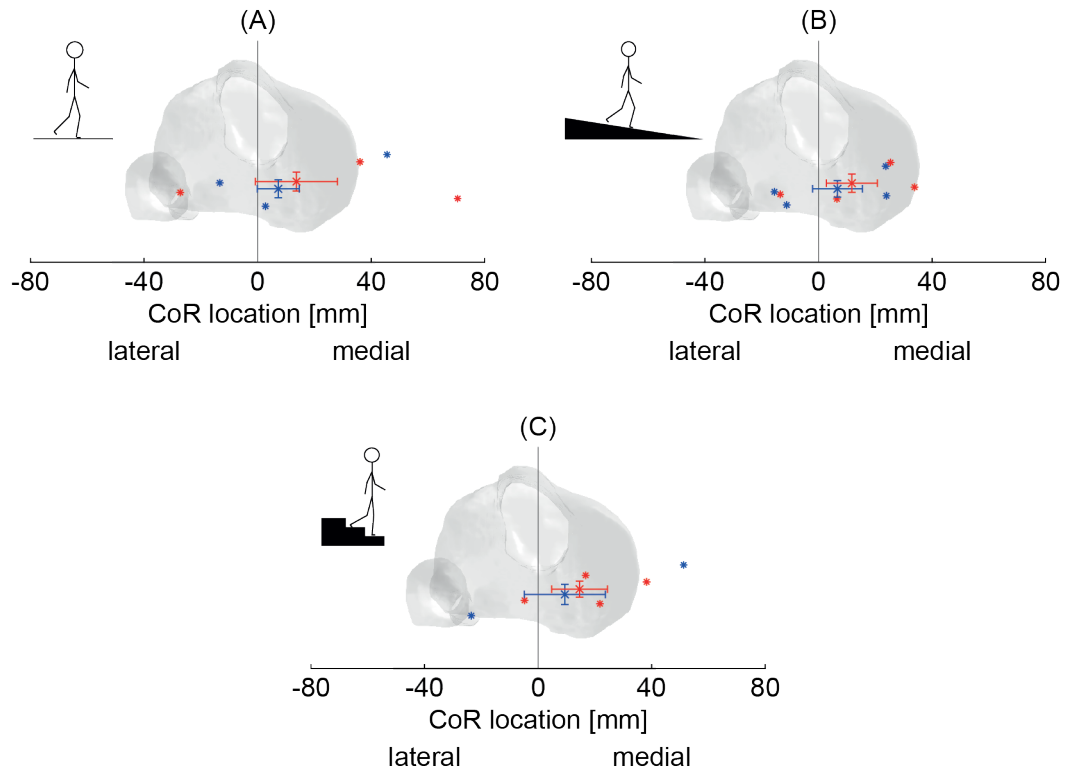 (A)
-80 -40 0 40 80
CoR location [mm]
lateral medial
(B)
-80 -40 0 40 80
CoR location [mm]
lateral medial
(C)
-80 -40 0 40 80
CoR location [mm]
lateral medial